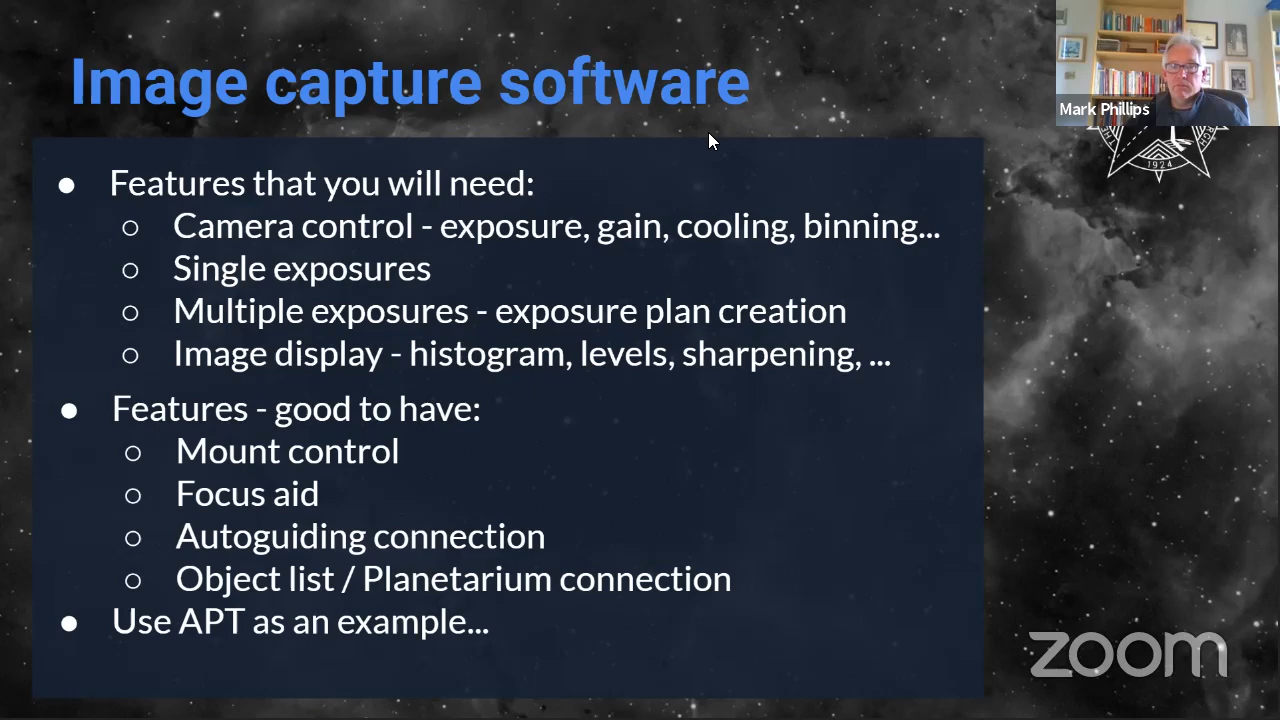 Image capture software
Mark Phillips
1924
● Features that you will need:
○ Camera control - exposure, gain, cooling, binning...
○ Single exposures
○ Multiple exposures - exposure plan creation
○ Image display - histogram, levels, sharpening, ...
● Features - good to have:
○ Mount control
○ Focus aid
○ Autoguiding connection
○ Object list / Planetarium connection
● Use APT as an example...
zoom